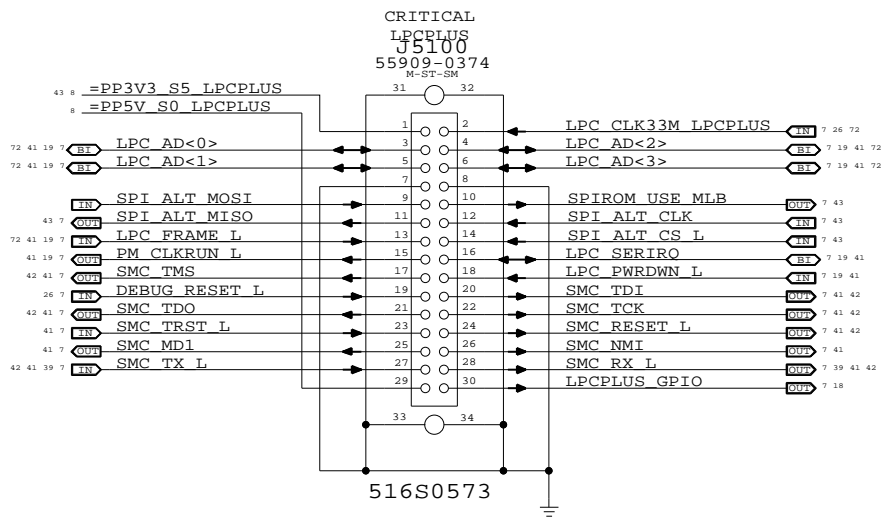 CRITICAL
LPCPLUS
J5100
55909-0374
M-ST-SM
31 32
43 8 =PP3V3_S5_LPCPLUS
8 =PP5V_S0_LPCPLUS
1 2 LPC_CLK33M_LPCPLUS IN 7 26 72
72 41 19 7 BI LPC_AD<0> 3 4 LPC_AD<2> BI 7 19 41 72
72 41 19 7 BI LPC_AD<1> 5 6 LPC_AD<3> BI 7 19 41 72
7 8
IN SPI_ALT_MOSI 9 10 SPIROM_USE_MLB OUT 7 43
43 7 OUT SPI_ALT_MISO 11 12 SPI_ALT_CLK IN 7 43
72 41 19 7 IN LPC_FRAME_L 13 14 SPI_ALT_CS_L IN 7 43
41 19 7 OUT PM_CLKRUN_L 15 16 LPC_SERIRQ BI 7 19 41
42 41 7 OUT SMC_TMS 17 18 LPC_PWRDWN_L IN 7 19 41
26 7 IN DEBUG_RESET_L 19 20 SMC_TDI OUT 7 41 42
42 41 7 OUT SMC_TDO 21 22 SMC_TCK OUT 7 41 42
41 7 IN SMC_TRST_L 23 24 SMC_RESET_L OUT 7 41 42
41 7 OUT SMC_MD1 25 26 SMC_NMI OUT 7 41
42 41 39 7 IN SMC_TX_L 27 28 SMC_RX_L OUT 7 39 41 42
29 30 LPCPLUS_GPIO OUT 7 18
33 34
516S0573